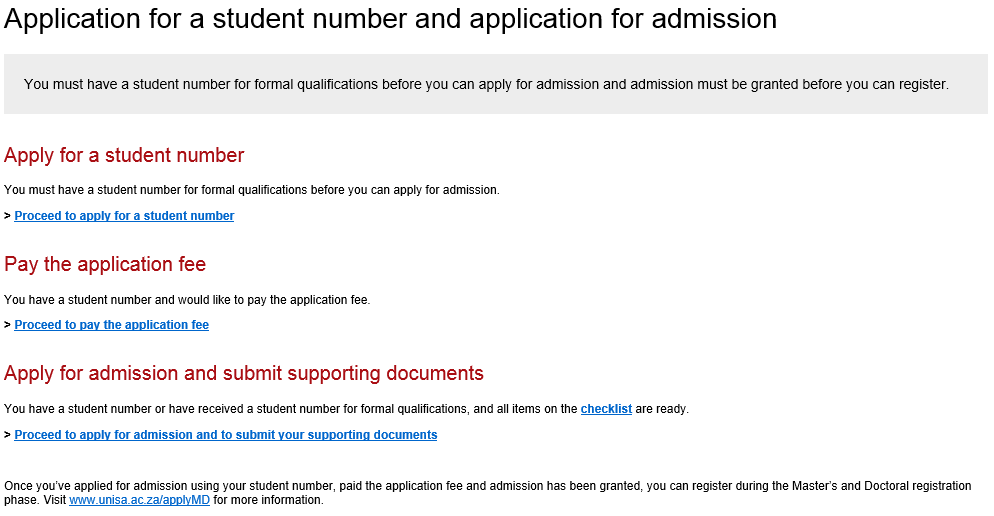 Application for a student number and application for admission
You must have a student number for formal qualifications before you can apply for admission and admission must be granted before you can register.
Apply for a student number
You must have a student number for formal qualifications before you can apply for admission.
> Proceed to apply for a student number
Pay the application fee
You have a student number and would like to pay the application fee.
> Proceed to pay the application fee
Apply for admission and submit supporting documents
You have a student number or have received a student number for formal qualifications, and all items on the checklist are ready.
> Proceed to apply for admission and to submit your supporting documents
Once you've applied for admission using your student number, paid the application fee and admission has been granted, you can register during the Master's and Doctoral registration
phase. Visit www.unisa.ac.za/applyMD for more information.